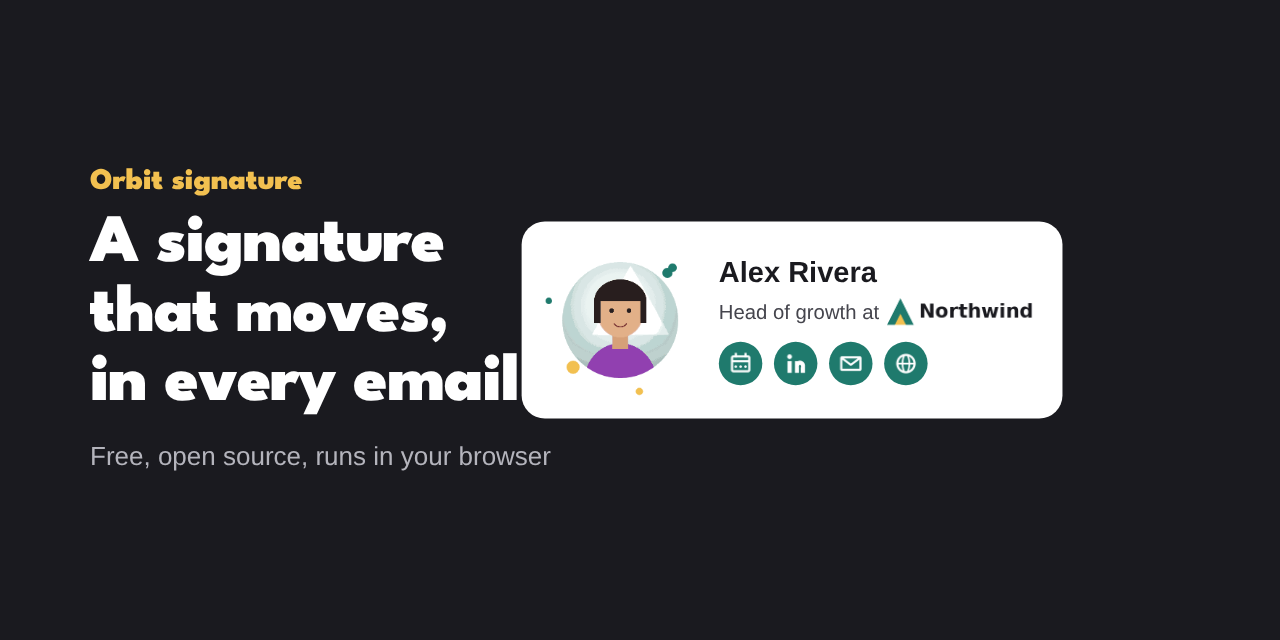 Orbit signature
A signature
that moves,
in every email
Free, open source, runs in your browser
Alex Rivera
Head of growth at Northwind
in